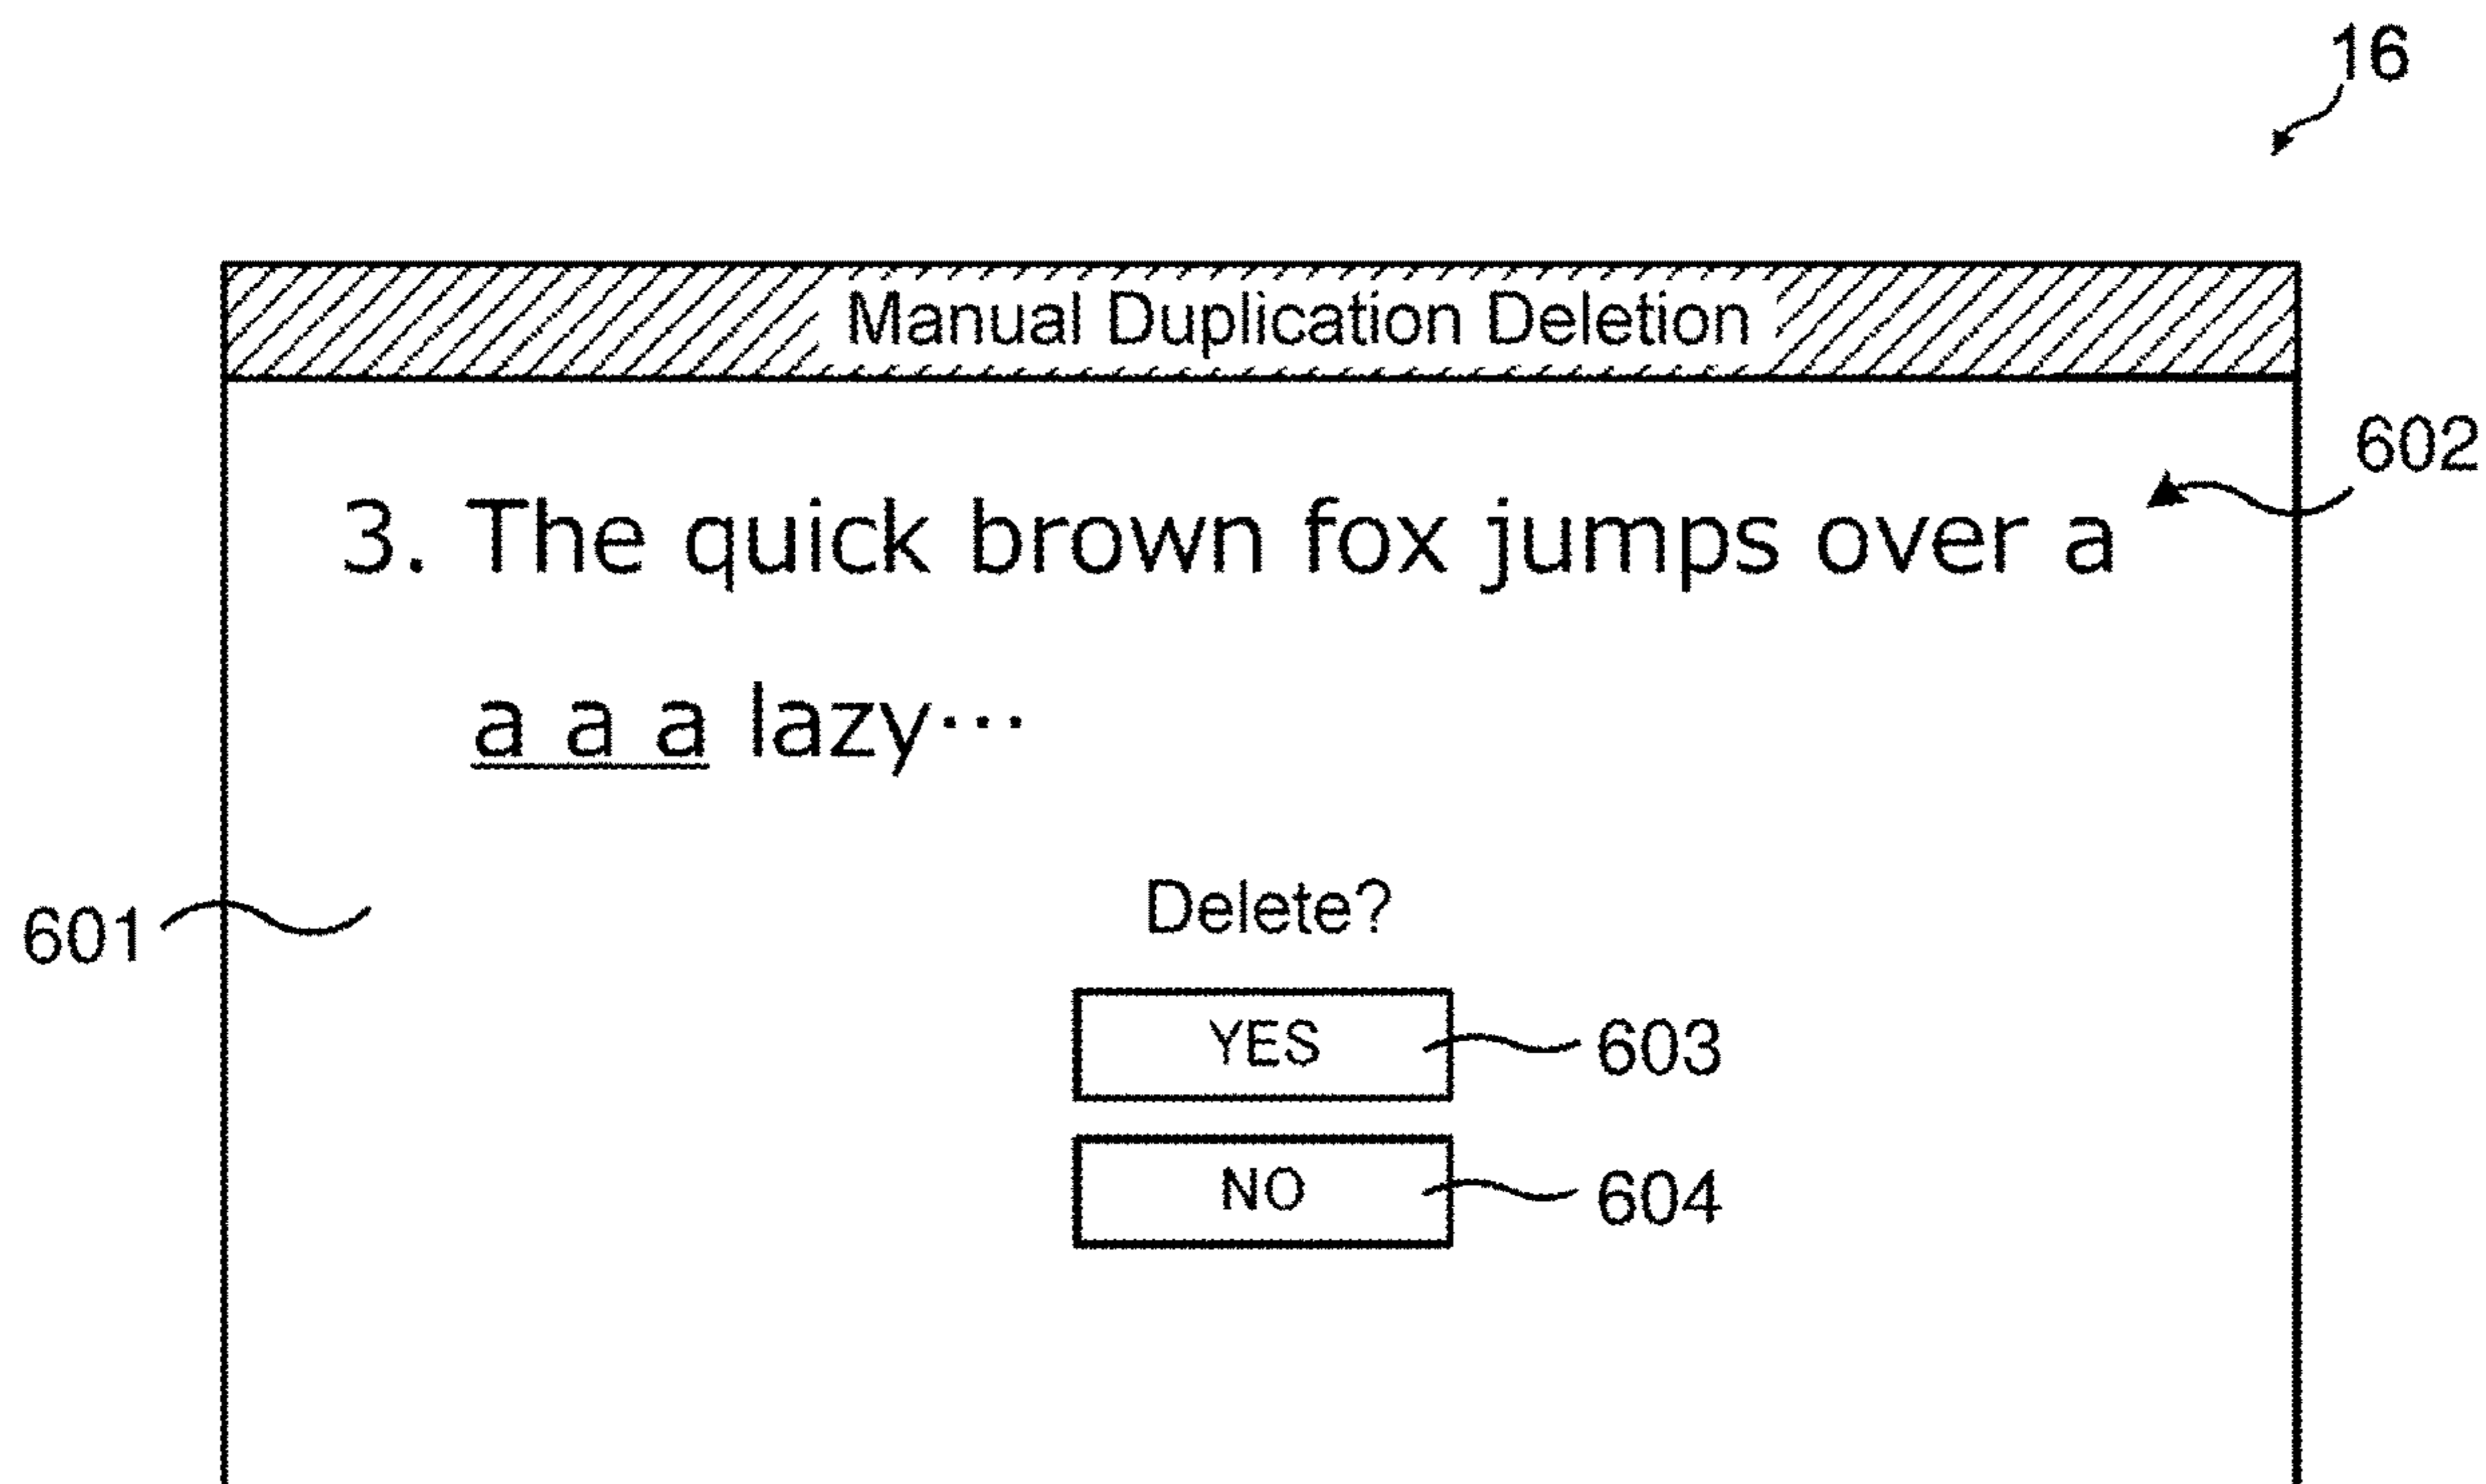 16
Manual Duplication Deletion
602
3. The quick brown fox jumps over a
a a a lazy···
601
Delete?
YES
603
NO
604